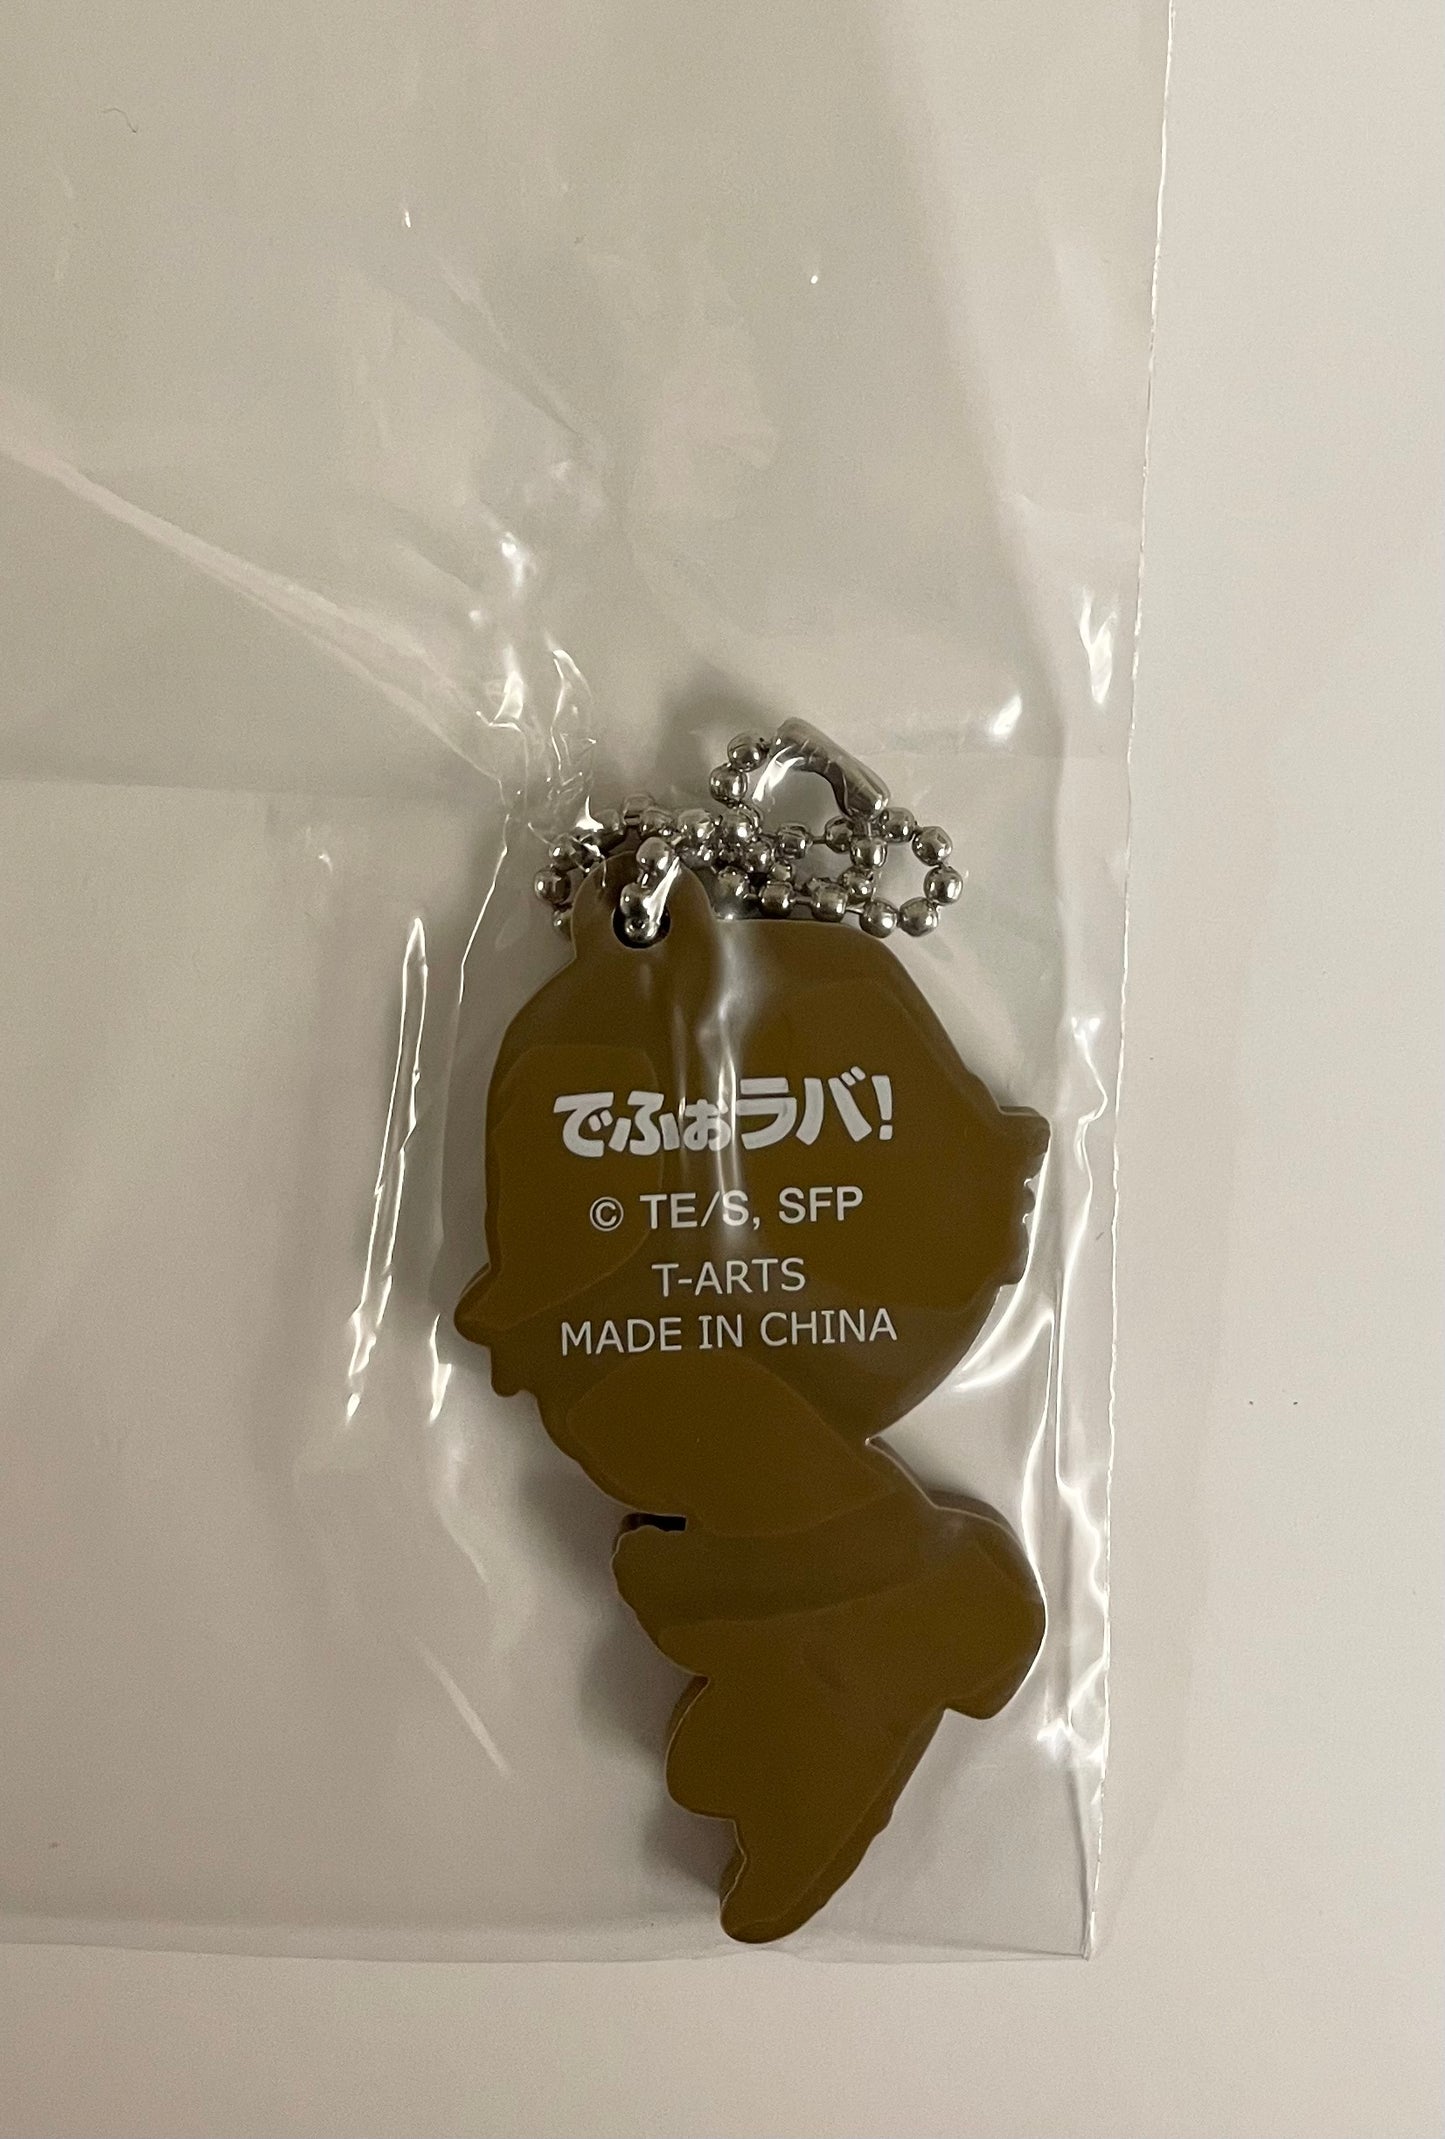 でふぉラバ!
© TE/S, SFP
T-ARTS
MADE IN CHINA